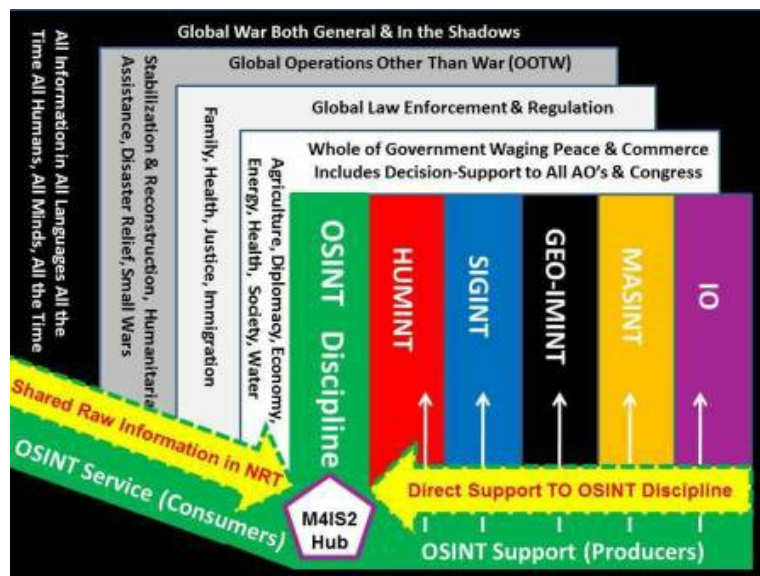 Global War Both General & In the Shadows
All Information in All Languages All the
Time All Humans, All Minds, All the Time
Global Operations Other Than War (OOTW)
Stabilization & Reconstruction, Humanitaria
Assistance, Disaster Relief, Small Wars
Global Law Enforcement & Regulation
Family, Health, Justice, Immigration
Whole of Government Waging Peace & Commerce
Includes Decision-Support to All AO's & Congress
Agriculture, Diplomacy, Economy,
Energy, Health, Society, Water
OSINT Discipline
HUMINT
SIGINT
GEO-IMINT
MASINT
IO
Shared Raw Information in NRT
Direct Support TO OSINT Discipline
OSINT Service (Consumers)
M4IS2
Hub
OSINT Support (Producers)